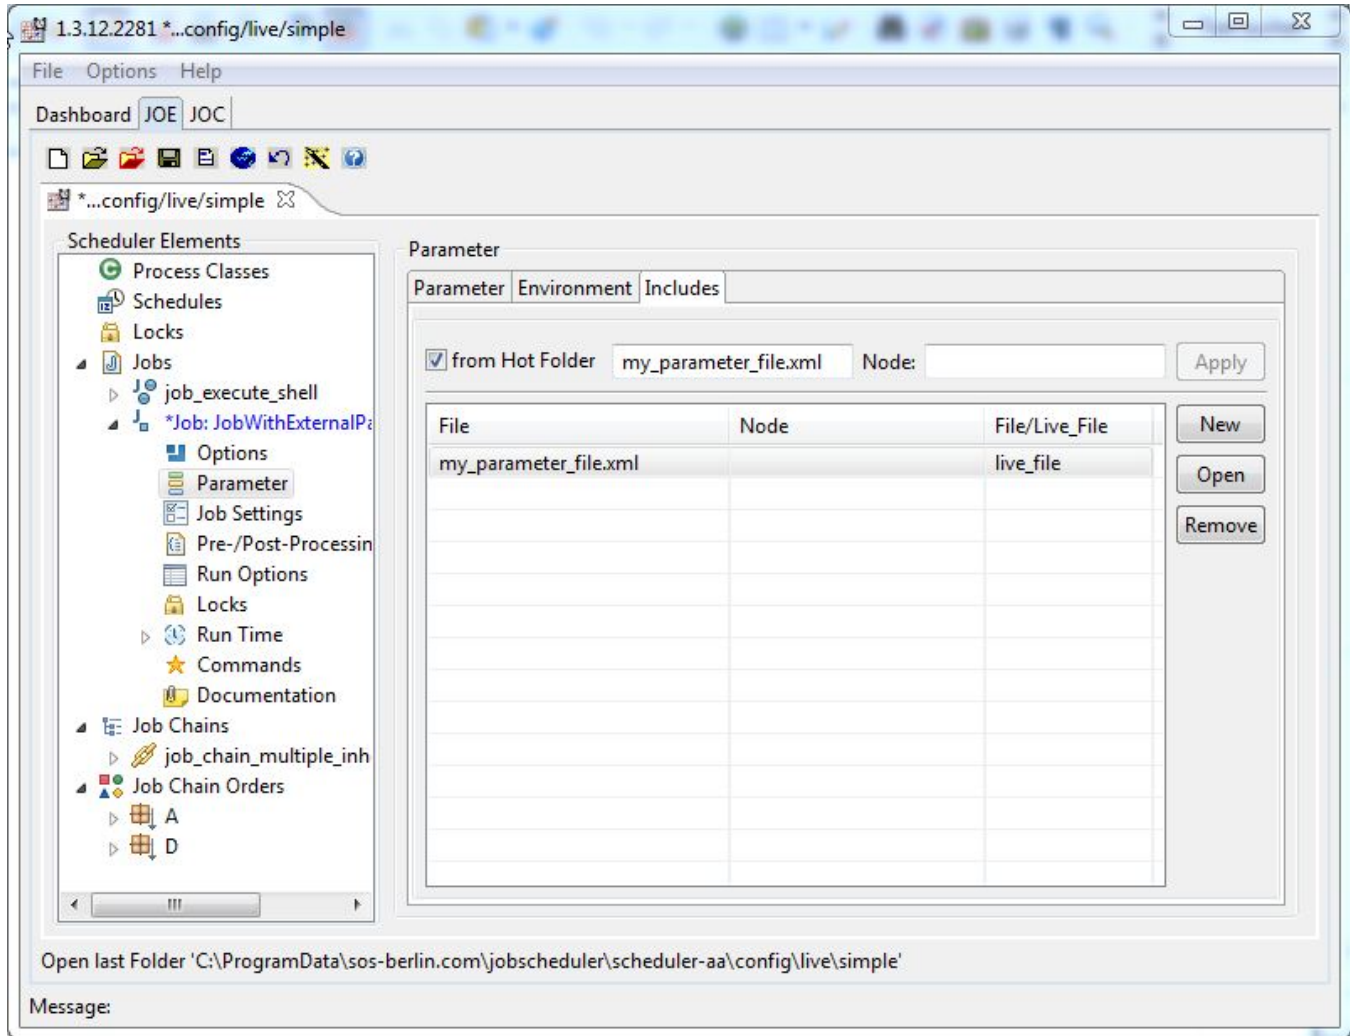 1.3.12.2281 *...config/live/simple
File Options Help
Dashboard JOE JOC
*...config/live/simple
Scheduler Elements
Process Classes
Schedules
Locks
Jobs
job_execute_shell
*Job: JobWithExternalPa
Options
Parameter
Job Settings
Pre-/Post-Processin
Run Options
Locks
Run Time
Commands
Documentation
Job Chains
job_chain_multiple_inh
Job Chain Orders
A
D
Parameter
Parameter Environment Includes
from Hot Folder my_parameter_file.xml Node: Apply
File Node File/Live_File
my_parameter_file.xml live_file
New
Open
Remove
Open last Folder 'C:\ProgramData\sos-berlin.com\jobscheduler\scheduler-aa\config\live\simple'
Message: